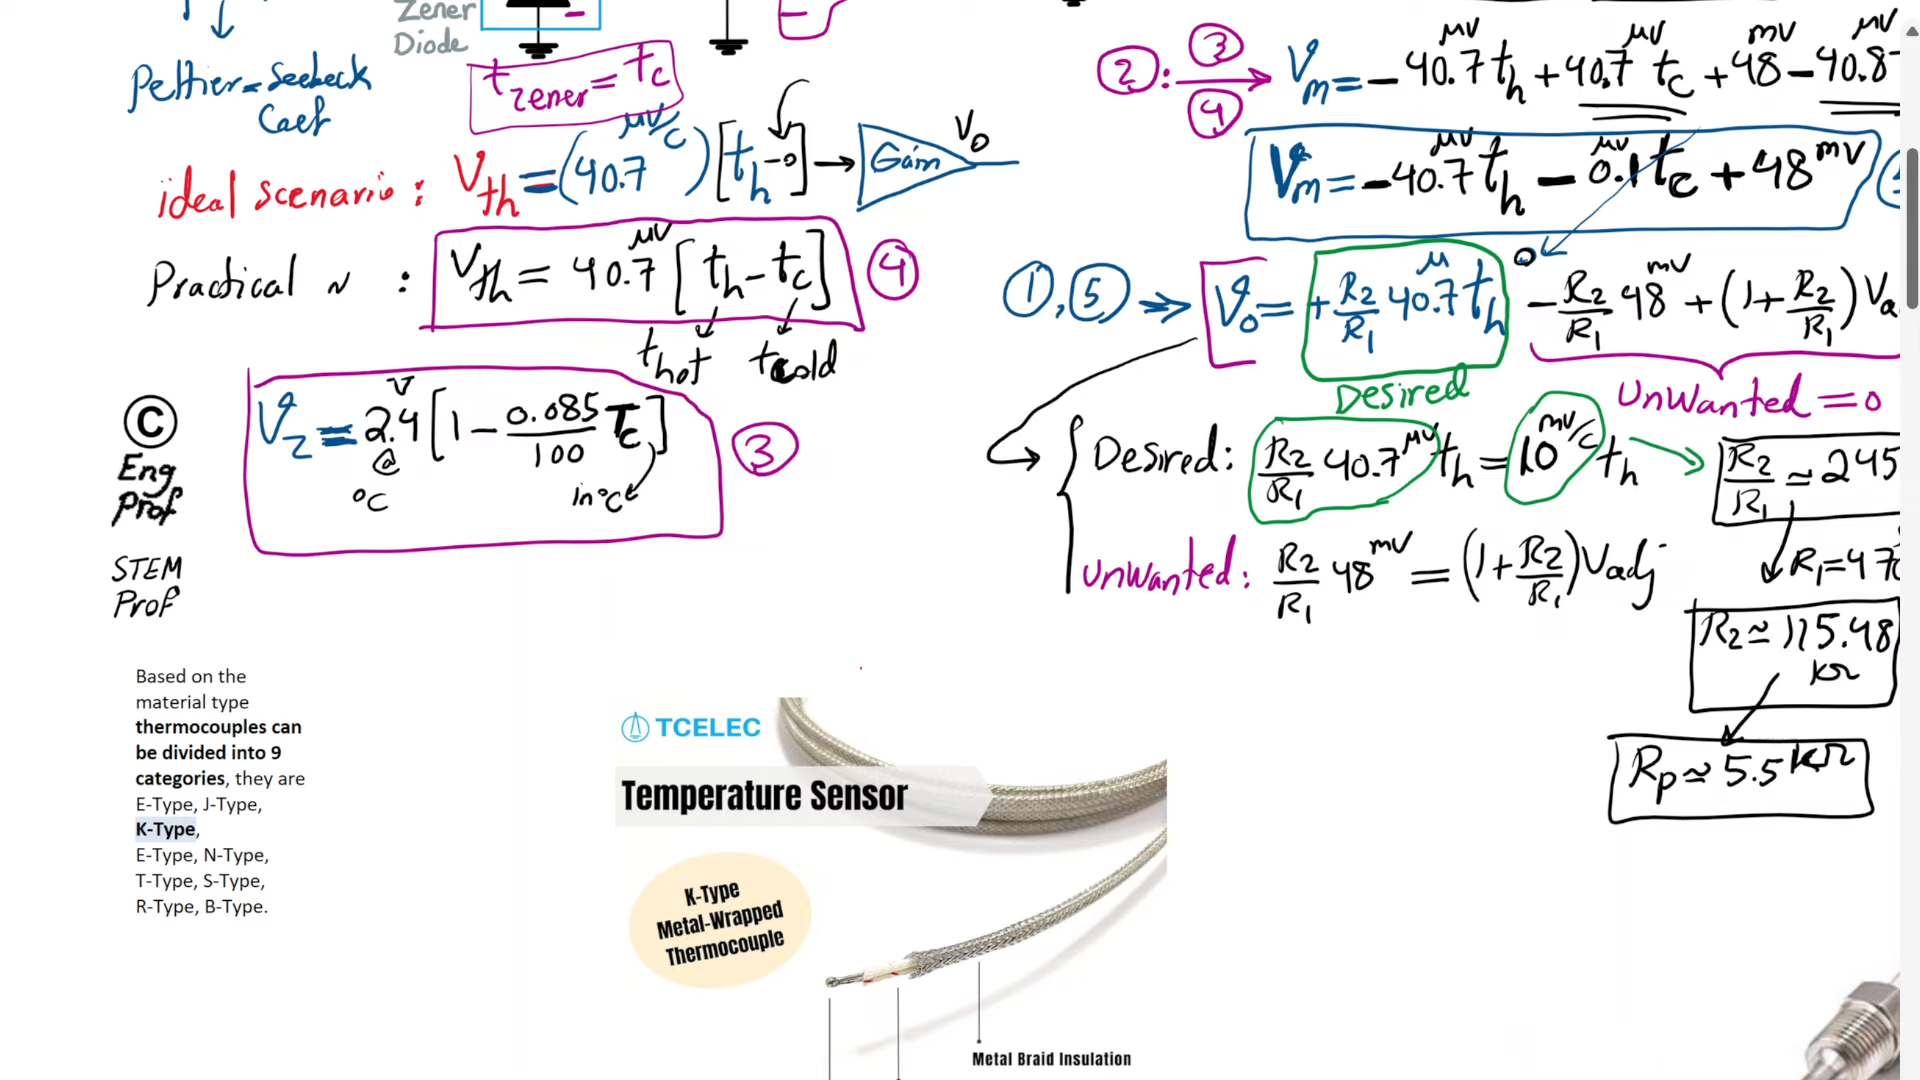 Zener
Diode
Peltier-Seebeck
Coef
t zener = tc
ideal scenario : Vth = (40.7 μV/c) [th-0] → Gain Vo
Practical ~ : Vth = 40.7 μV [th - tc] 4
thot tcold
Vz = 2.4 V [1 - 0.085/100 Tc] 3
@ °C
in °C
©
Eng
Prof
STEM
Prof
2 : 3/4 → Vm = -40.7 μV th + 40.7 μV tc + 48 mV - 40.8 μV
Vm = -40.7 μV th - 0.1 μV tc + 48 mV
0
1, 5 ⇒ Vo = + R2/R1 40.7 μ th - R2/R1 48 mV + (1 + R2/R1) Va
Desired
Unwanted = 0
Desired: R2/R1 40.7 μV th = 10 mV/c th → R2/R1 ≃ 245
Unwanted: R2/R1 48 mV = (1 + R2/R1) Vadj
R1 = 47
R2 ≃ 115.48
kΩ
Rp ≃ 5.5 kΩ
Based on the
material type
thermocouples can
be divided into 9
categories, they are
E-Type, J-Type,
K-Type,
E-Type, N-Type,
T-Type, S-Type,
R-Type, B-Type.
TCELEC
Temperature Sensor
K-Type
Metal-Wrapped
Thermocouple
Metal Braid Insulation